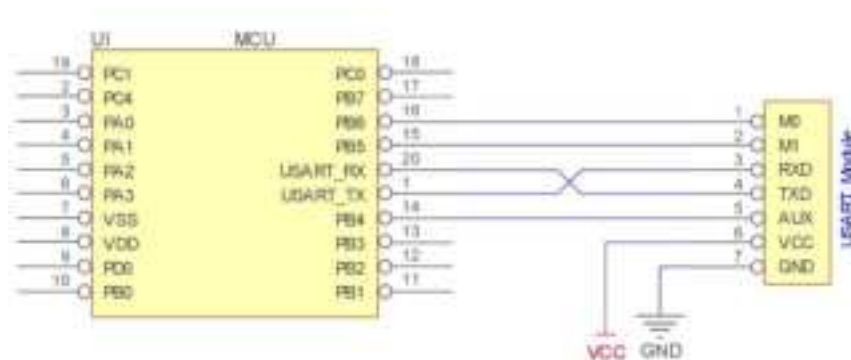 U1 MCU
19 PC1 PC0 18
2 PC4 PB7 17
3 PA0 PB6 16 1 M0
4 PA1 PB5 15 2 M1
5 PA2 USART_RX 20 3 RXD
6 PA3 USART_TX 1 4 TXD
7 VSS PB4 14 5 AUX
8 VDD PB3 13 6 VCC
9 PD0 PB2 12 7 GND
10 PB0 PB1 11
USART_Module
VCC GND